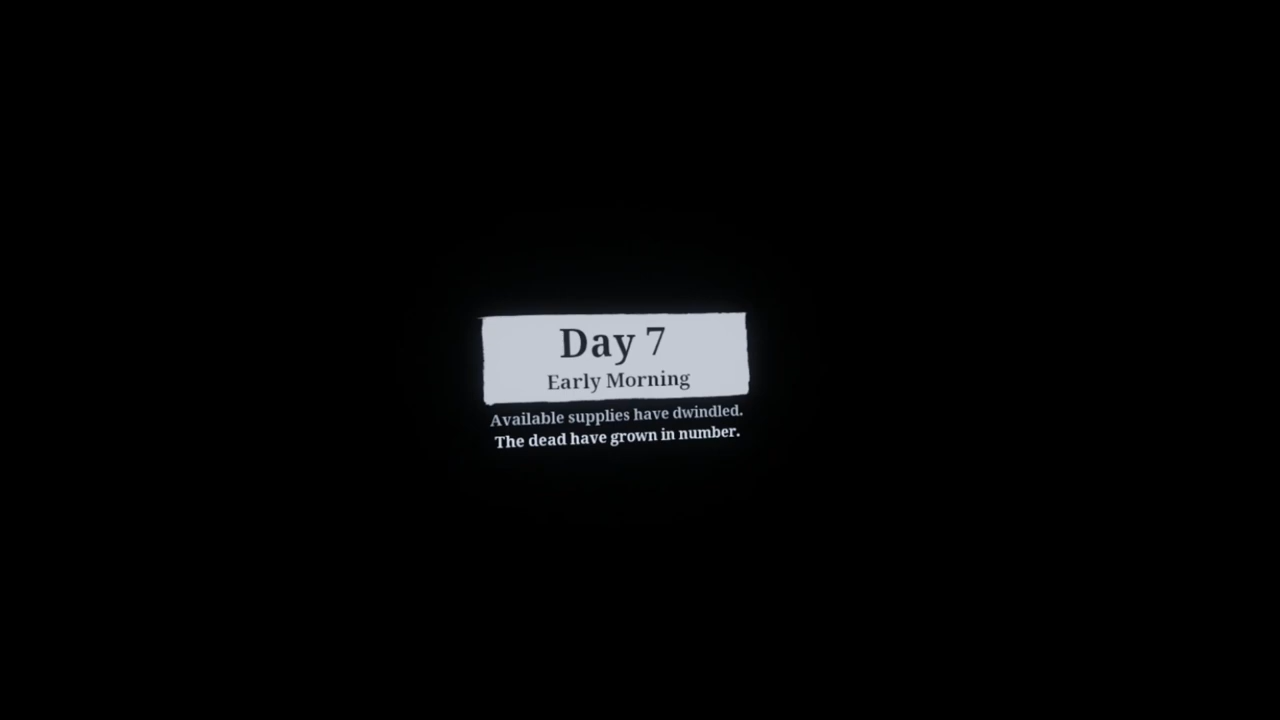 Day 7
Early Morning
Available supplies have dwindled.
The dead have grown in number.